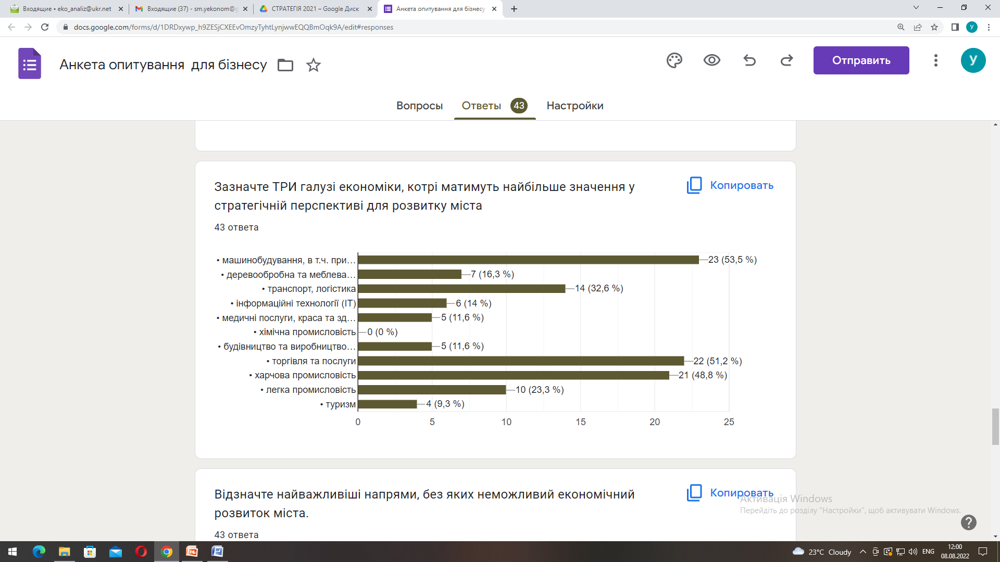 Входящие • eko_analiz@ukr.net
Входящие (37) - sm.yekonom@g
СТРАТЕГІЯ 2021 – Google Диск
Анкета опитування для бізнесу
docs.google.com/forms/d/1DRDxywp_h9ZESjCXEEvOmzyTyhtLynjwwEQQBmOqk9A/edit#responses
У
Анкета опитування для бізнесу
Отправить
У
Вопросы
Ответы 43
Настройки
Зазначте ТРИ галузі економіки, котрі матимуть найбільше значення у
стратегічній перспективі для розвитку міста
Копировать
43 ответа
• машинобудування, в т.ч. при… 23 (53,5 %)
• деревообробна та меблева… 7 (16,3 %)
• транспорт, логістика 14 (32,6 %)
• інформаційні технології (ІТ) 6 (14 %)
• медичні послуги, краса та зд… 5 (11,6 %)
• хімічна промисловість 0 (0 %)
• будівництво та виробництво… 5 (11,6 %)
• торгівля та послуги 22 (51,2 %)
• харчова промисловість 21 (48,8 %)
• легка промисловість 10 (23,3 %)
• туризм 4 (9,3 %)
0 5 10 15 20 25
Відзначте найважливіші напрями, без яких неможливий економічний
розвиток міста.
Копировать
43 ответа
Активація Windows
Перейдіть до розділу "Настройки", щоб активувати Windows.
23°C Cloudy
ENG
12:00
08.08.2022